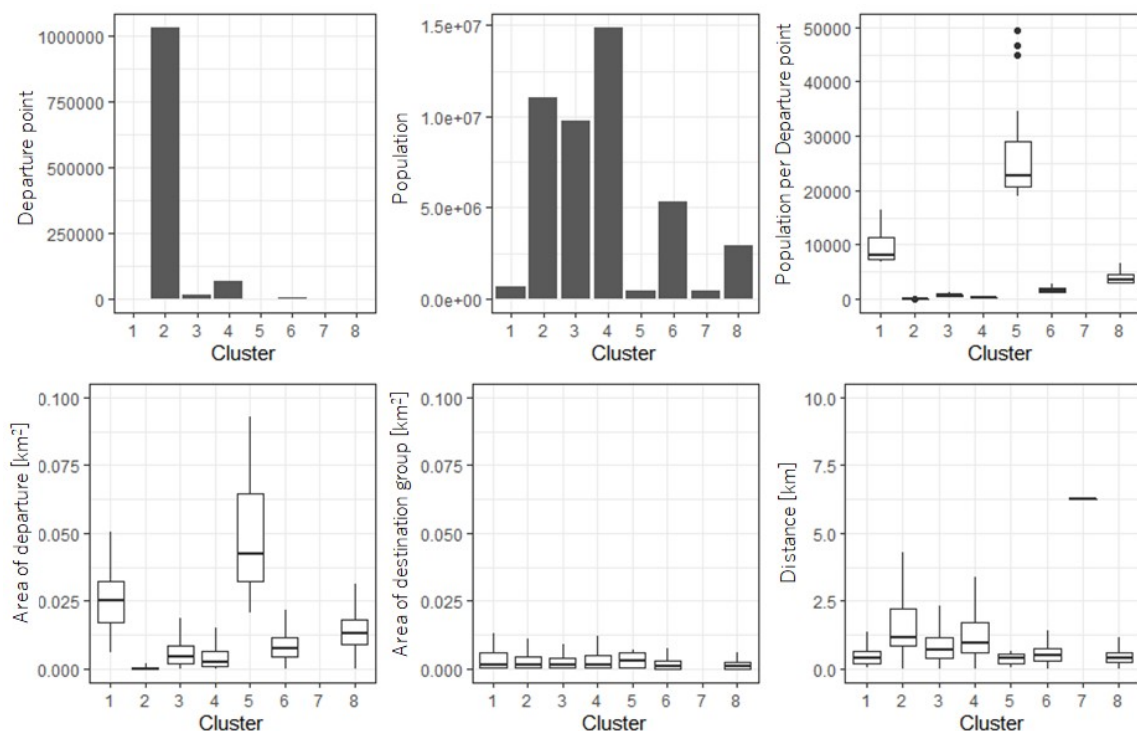 Departure point
1000000
750000
500000
250000
0
1 2 3 4 5 6 7 8
Cluster
Population
1.5e+07
1.0e+07
5.0e+06
0.0e+00
1 2 3 4 5 6 7 8
Cluster
Population per Departure point
50000
40000
30000
20000
10000
0
1 2 3 4 5 6 7 8
Cluster
Area of departure [km²]
0.100
0.075
0.050
0.025
0.000
1 2 3 4 5 6 7 8
Cluster
Area of destination group [km²]
0.100
0.075
0.050
0.025
0.000
1 2 3 4 5 6 7 8
Cluster
Distance [km]
10.0
7.5
5.0
2.5
0.0
1 2 3 4 5 6 7 8
Cluster